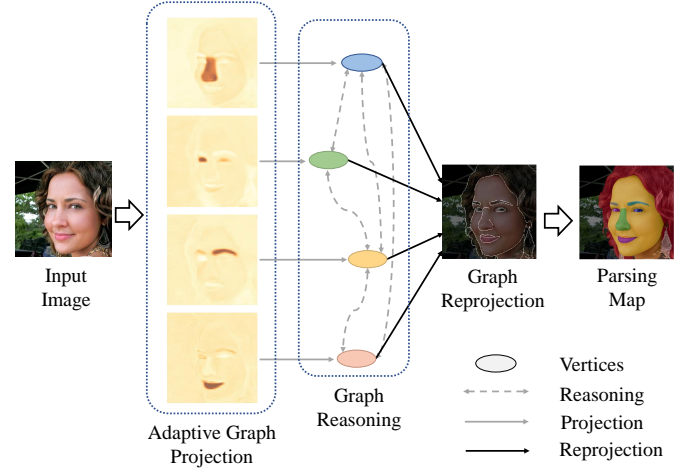 Input
Image
Adaptive Graph
Projection
Graph
Reasoning
Graph
Reprojection
Parsing
Map
Vertices
Reasoning
Projection
Reprojection